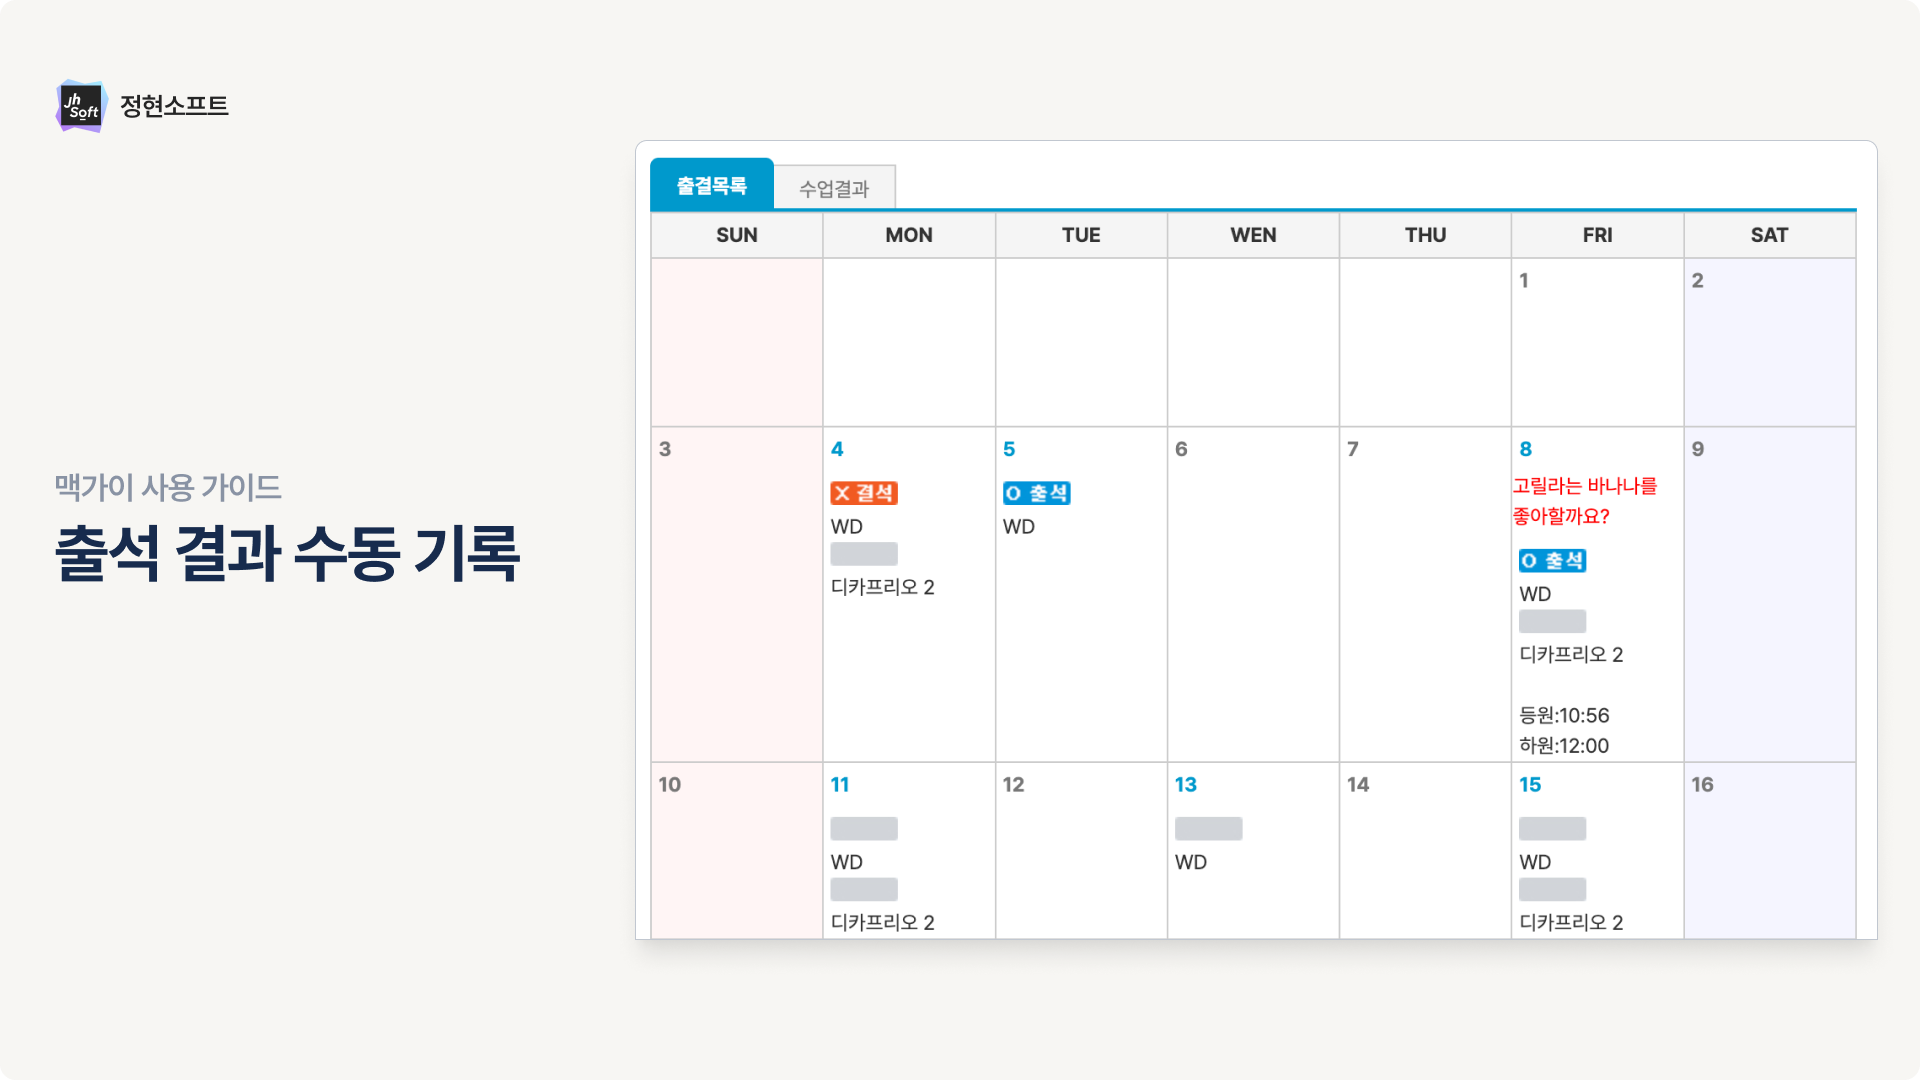 Jh
Soft
정현소프트
맥가이 사용 가이드
출석 결과 수동 기록
출결목록
수업결과
SUN MON TUE WEN THU FRI SAT
1 2
3 4 5 6 7 8 9
X 결석
WD
디카프리오 2
O 출석
WD
고릴라는 바나나를
좋아할까요?
O 출석
WD
디카프리오 2
등원:10:56
하원:12:00
10 11 12 13 14 15 16
WD
디카프리오 2
WD
WD
디카프리오 2